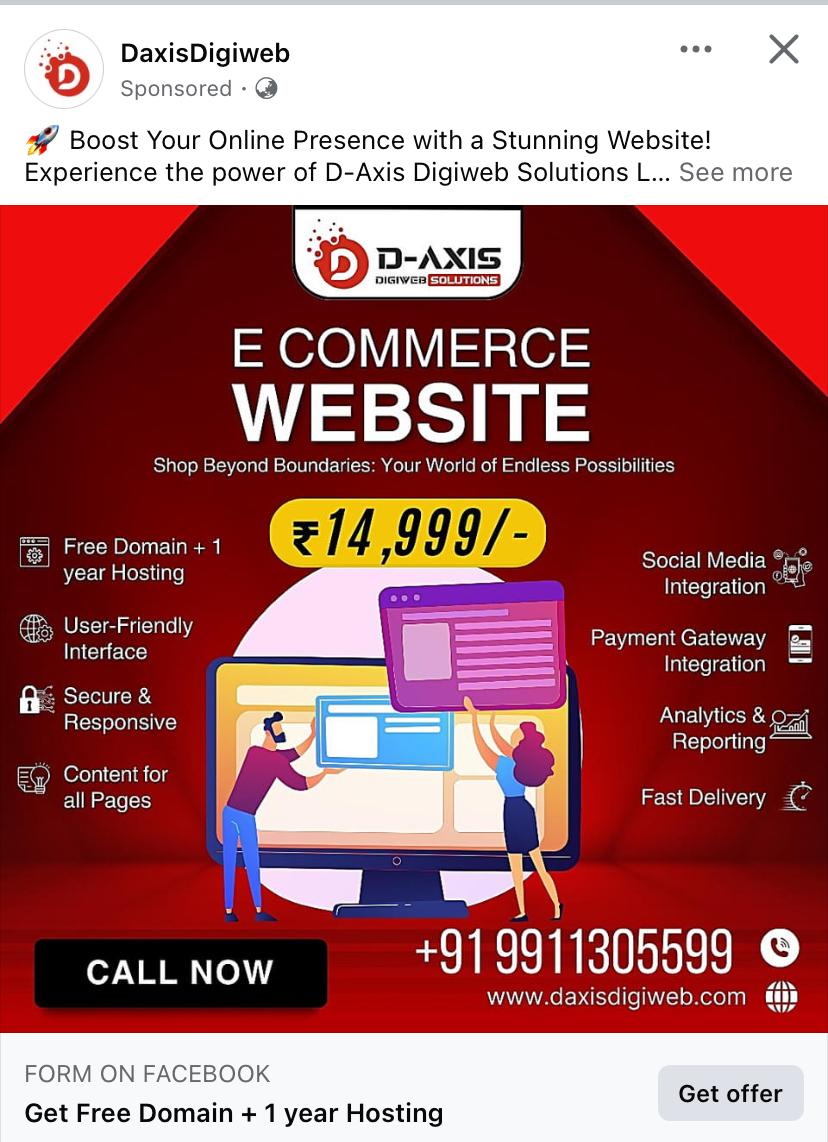 DaxisDigiweb
Sponsored ·
🚀 Boost Your Online Presence with a Stunning Website!
Experience the power of D-Axis Digiweb Solutions L... See more
D-AXIS
DIGIWEB SOLUTIONS
E COMMERCE
WEBSITE
Shop Beyond Boundaries: Your World of Endless Possibilities
₹14,999/-
Free Domain + 1
year Hosting
User-Friendly
Interface
Secure &
Responsive
Content for
all Pages
Social Media
Integration
Payment Gateway
Integration
Analytics &
Reporting
Fast Delivery
CALL NOW
+91 9911305599
www.daxisdigiweb.com
FORM ON FACEBOOK
Get Free Domain + 1 year Hosting
Get offer